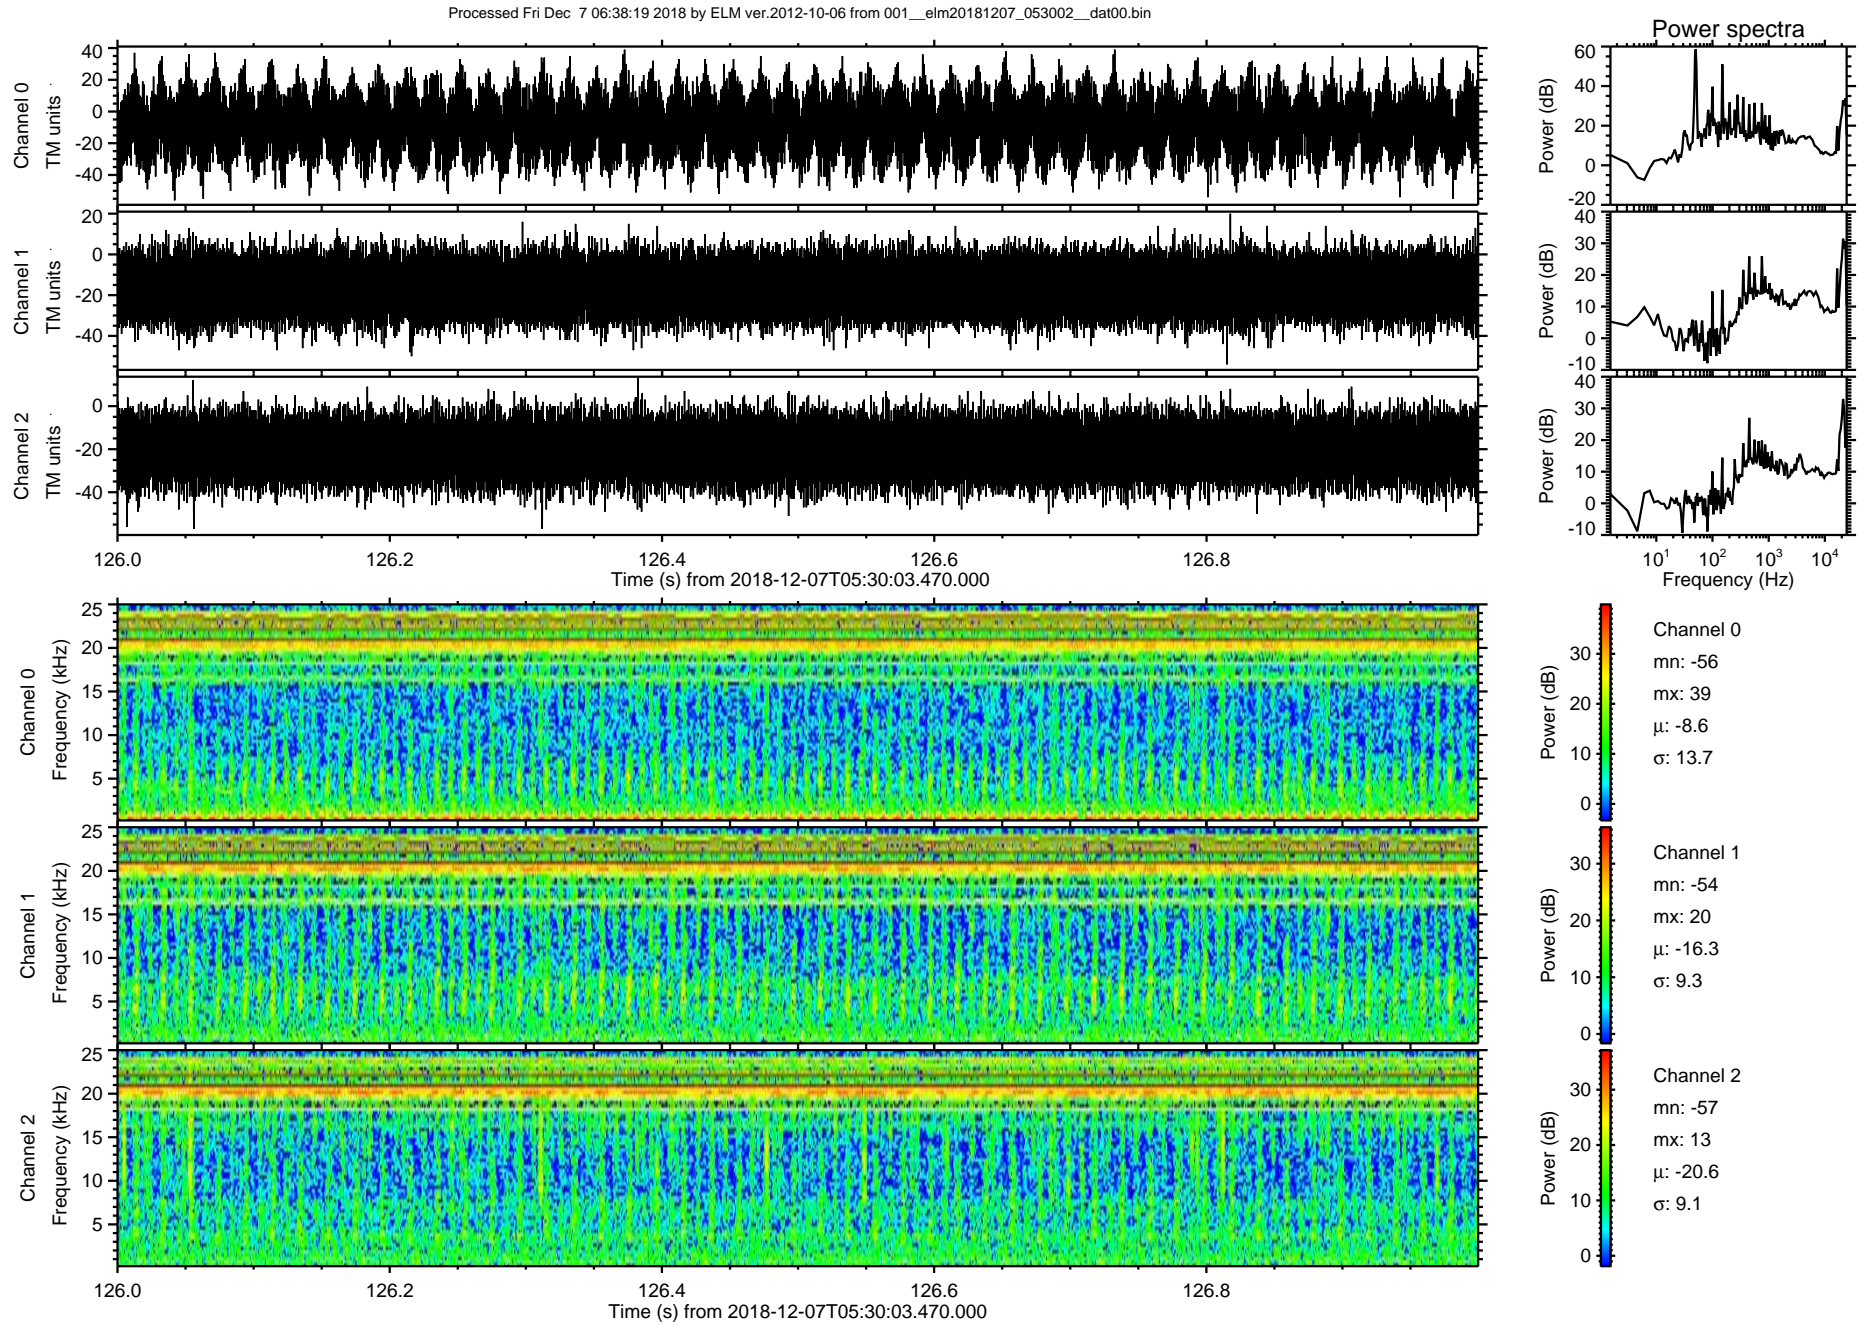 Processed Fri Dec  7 06:38:19 2018 by ELM ver.2012-10-06 from 001__elm20181207_053002__dat00.bin
Power spectra
Channel 0
TM units
40
20
0
-20
-40
Power (dB)
60
40
20
0
-20
Channel 1
TM units
20
0
-20
-40
Power (dB)
40
30
20
10
0
-10
Channel 2
TM units
0
-20
-40
Power (dB)
40
30
20
10
0
-10
126.0 126.2 126.4 126.6 126.8
Time (s) from 2018-12-07T05:30:03.470.000
10^1 10^2 10^3 10^4
Frequency (Hz)
Channel 0
Frequency (kHz)
25
20
15
10
5
Power (dB)
30
20
10
0
Channel 0
mn: -56
mx: 39
μ: -8.6
σ: 13.7
Channel 1
Frequency (kHz)
25
20
15
10
5
Power (dB)
30
20
10
0
Channel 1
mn: -54
mx: 20
μ: -16.3
σ: 9.3
Channel 2
Frequency (kHz)
25
20
15
10
5
Power (dB)
30
20
10
0
Channel 2
mn: -57
mx: 13
μ: -20.6
σ: 9.1
126.0 126.2 126.4 126.6 126.8
Time (s) from 2018-12-07T05:30:03.470.000